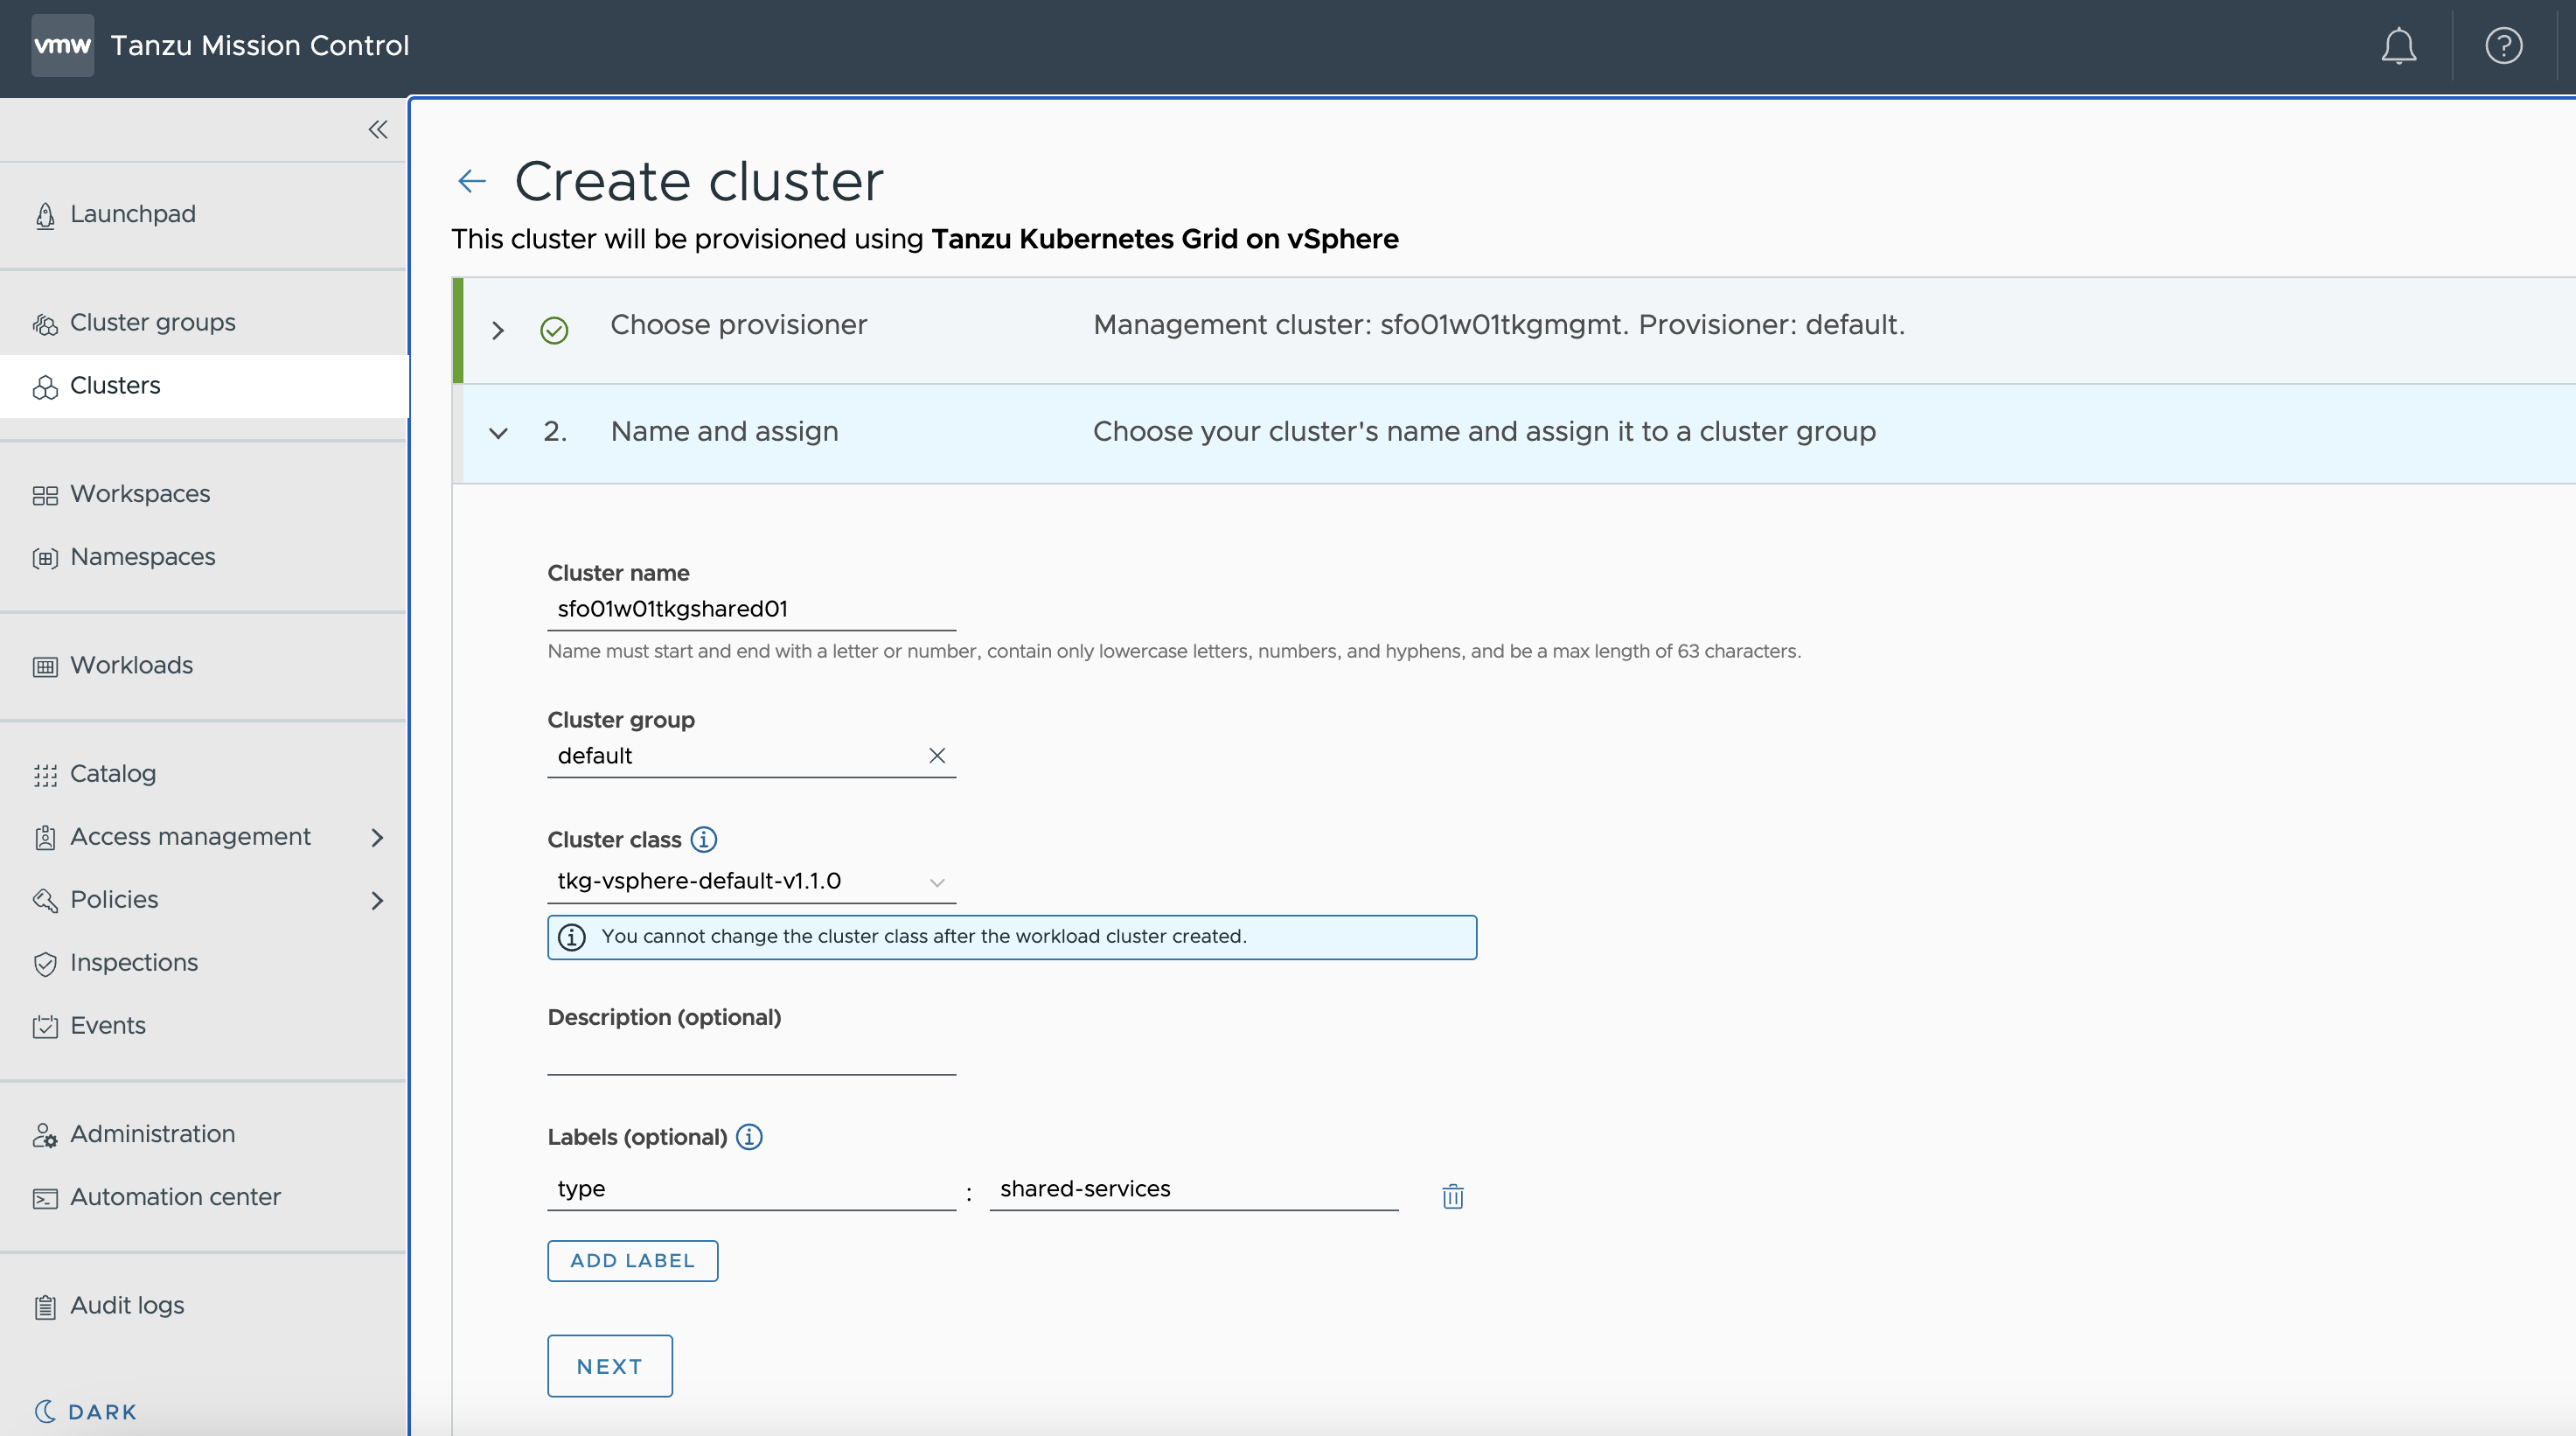 vmw Tanzu Mission Control
Launchpad
Cluster groups
Clusters
Workspaces
Namespaces
Workloads
Catalog
Access management
Policies
Inspections
Events
Administration
Automation center
Audit logs
DARK
Create cluster
This cluster will be provisioned using Tanzu Kubernetes Grid on vSphere
Choose provisioner Management cluster: sfo01w01tkgmgmt. Provisioner: default.
2. Name and assign Choose your cluster's name and assign it to a cluster group
Cluster name
sfo01w01tkgshared01
Name must start and end with a letter or number, contain only lowercase letters, numbers, and hyphens, and be a max length of 63 characters.
Cluster group
default
Cluster class
tkg-vsphere-default-v1.1.0
You cannot change the cluster class after the workload cluster created.
Description (optional)
Labels (optional)
type : shared-services
ADD LABEL
NEXT